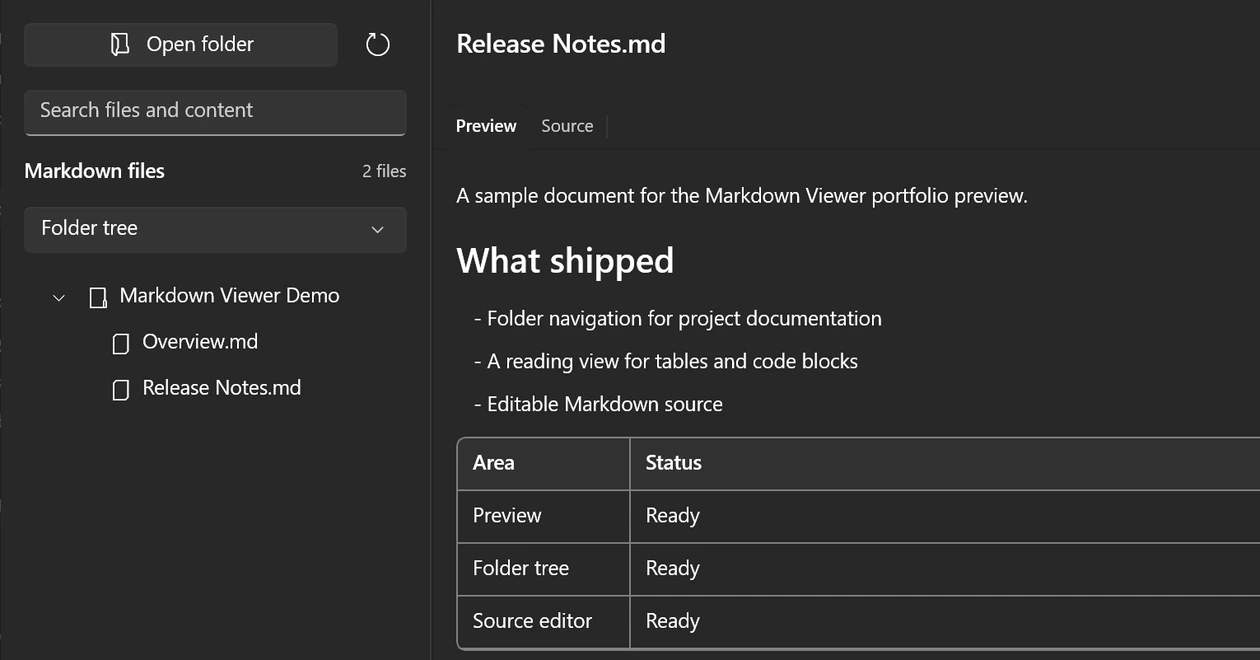 Open folder
Search files and content
Markdown files
2 files
Folder tree
Markdown Viewer Demo
Overview.md
Release Notes.md
Release Notes.md
Preview
Source
A sample document for the Markdown Viewer portfolio preview.
What shipped
- Folder navigation for project documentation
- A reading view for tables and code blocks
- Editable Markdown source
Area Status
Preview Ready
Folder tree Ready
Source editor Ready